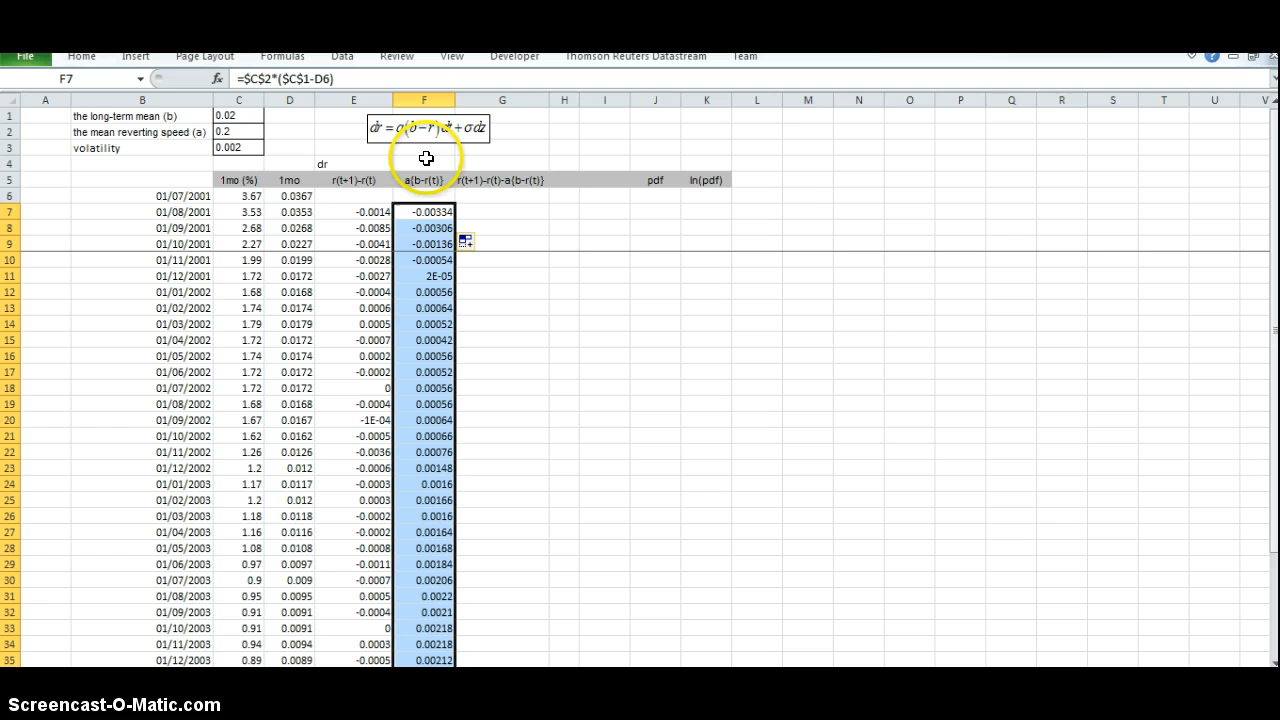 File Home Insert Page Layout Formulas Data Review View Developer Thomson Reuters Datastream Team
F7 fx =$C$2*($C$1-D6)
A B C D E F G H I J K L M N O P Q R S T U V
1 the long-term mean (b) 0.02 dr = a(b−r)dt+σdz
2 the mean reverting speed (a) 0.2
3 volatility 0.002
4 dr
5 1mo (%) 1mo r(t+1)-r(t) a{b-r(t)} r(t+1)-r(t)-a{b-r(t)} pdf ln(pdf)
6 01/07/2001 3.67 0.0367
7 01/08/2001 3.53 0.0353 -0.0014 -0.00334
8 01/09/2001 2.68 0.0268 -0.0085 -0.00306
9 01/10/2001 2.27 0.0227 -0.0041 -0.00136
10 01/11/2001 1.99 0.0199 -0.0028 -0.00054
11 01/12/2001 1.72 0.0172 -0.0027 2E-05
12 01/01/2002 1.68 0.0168 -0.0004 0.00056
13 01/02/2002 1.74 0.0174 0.0006 0.00064
14 01/03/2002 1.79 0.0179 0.0005 0.00052
15 01/04/2002 1.72 0.0172 -0.0007 0.00042
16 01/05/2002 1.74 0.0174 0.0002 0.00056
17 01/06/2002 1.72 0.0172 -0.0002 0.00052
18 01/07/2002 1.72 0.0172 0 0.00056
19 01/08/2002 1.68 0.0168 -0.0004 0.00056
20 01/09/2002 1.67 0.0167 -1E-04 0.00064
21 01/10/2002 1.62 0.0162 -0.0005 0.00066
22 01/11/2002 1.26 0.0126 -0.0036 0.00076
23 01/12/2002 1.2 0.012 -0.0006 0.00148
24 01/01/2003 1.17 0.0117 -0.0003 0.0016
25 01/02/2003 1.2 0.012 0.0003 0.00166
26 01/03/2003 1.18 0.0118 -0.0002 0.0016
27 01/04/2003 1.16 0.0116 -0.0002 0.00164
28 01/05/2003 1.08 0.0108 -0.0008 0.00168
29 01/06/2003 0.97 0.0097 -0.0011 0.00184
30 01/07/2003 0.9 0.009 -0.0007 0.00206
31 01/08/2003 0.95 0.0095 0.0005 0.0022
32 01/09/2003 0.91 0.0091 -0.0004 0.0021
33 01/10/2003 0.91 0.0091 0 0.00218
34 01/11/2003 0.94 0.0094 0.0003 0.00218
35 01/12/2003 0.89 0.0089 -0.0005 0.00212
Screencast-O-Matic.com